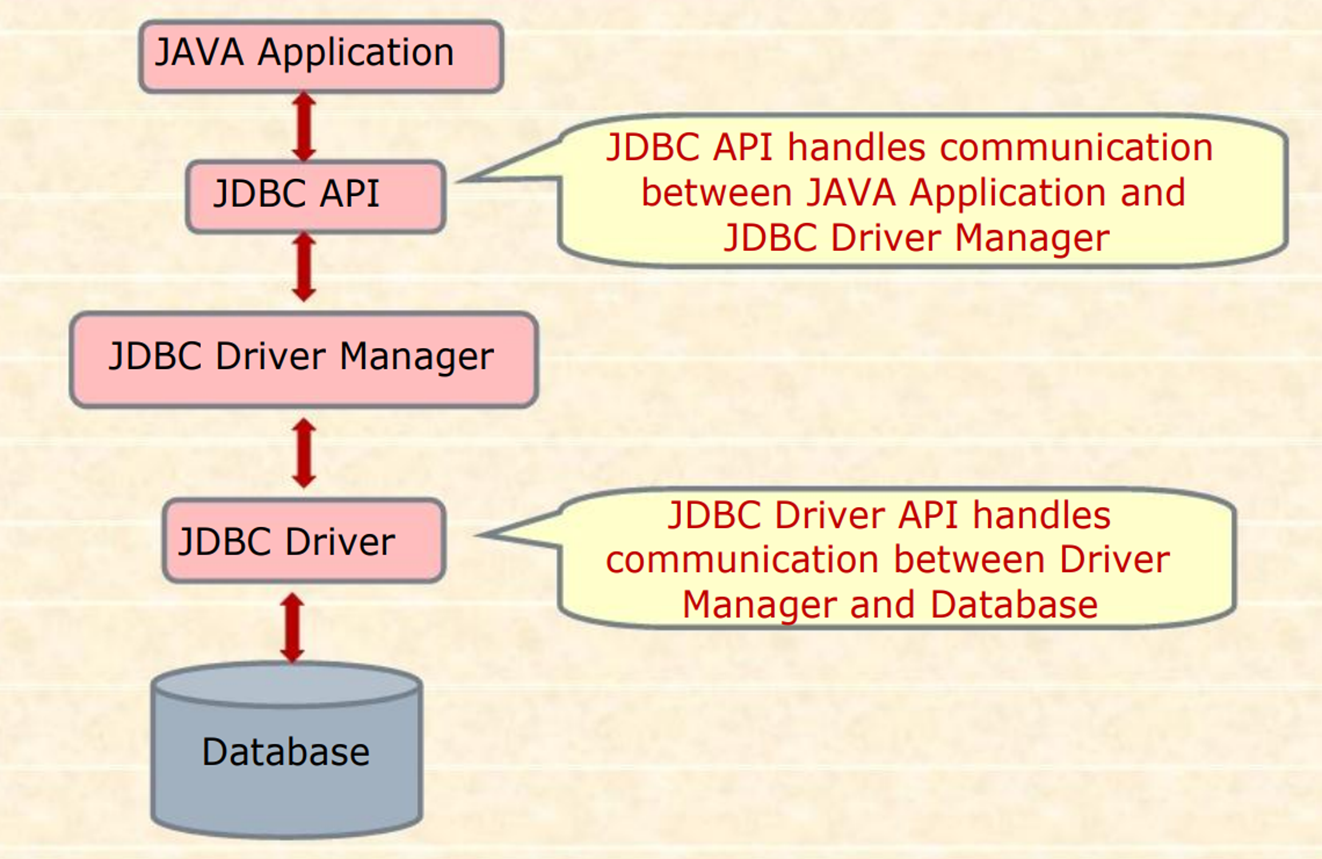 JAVA Application
JDBC API
JDBC API handles communication
between JAVA Application and
JDBC Driver Manager
JDBC Driver Manager
JDBC Driver
JDBC Driver API handles
communication between Driver
Manager and Database
Database